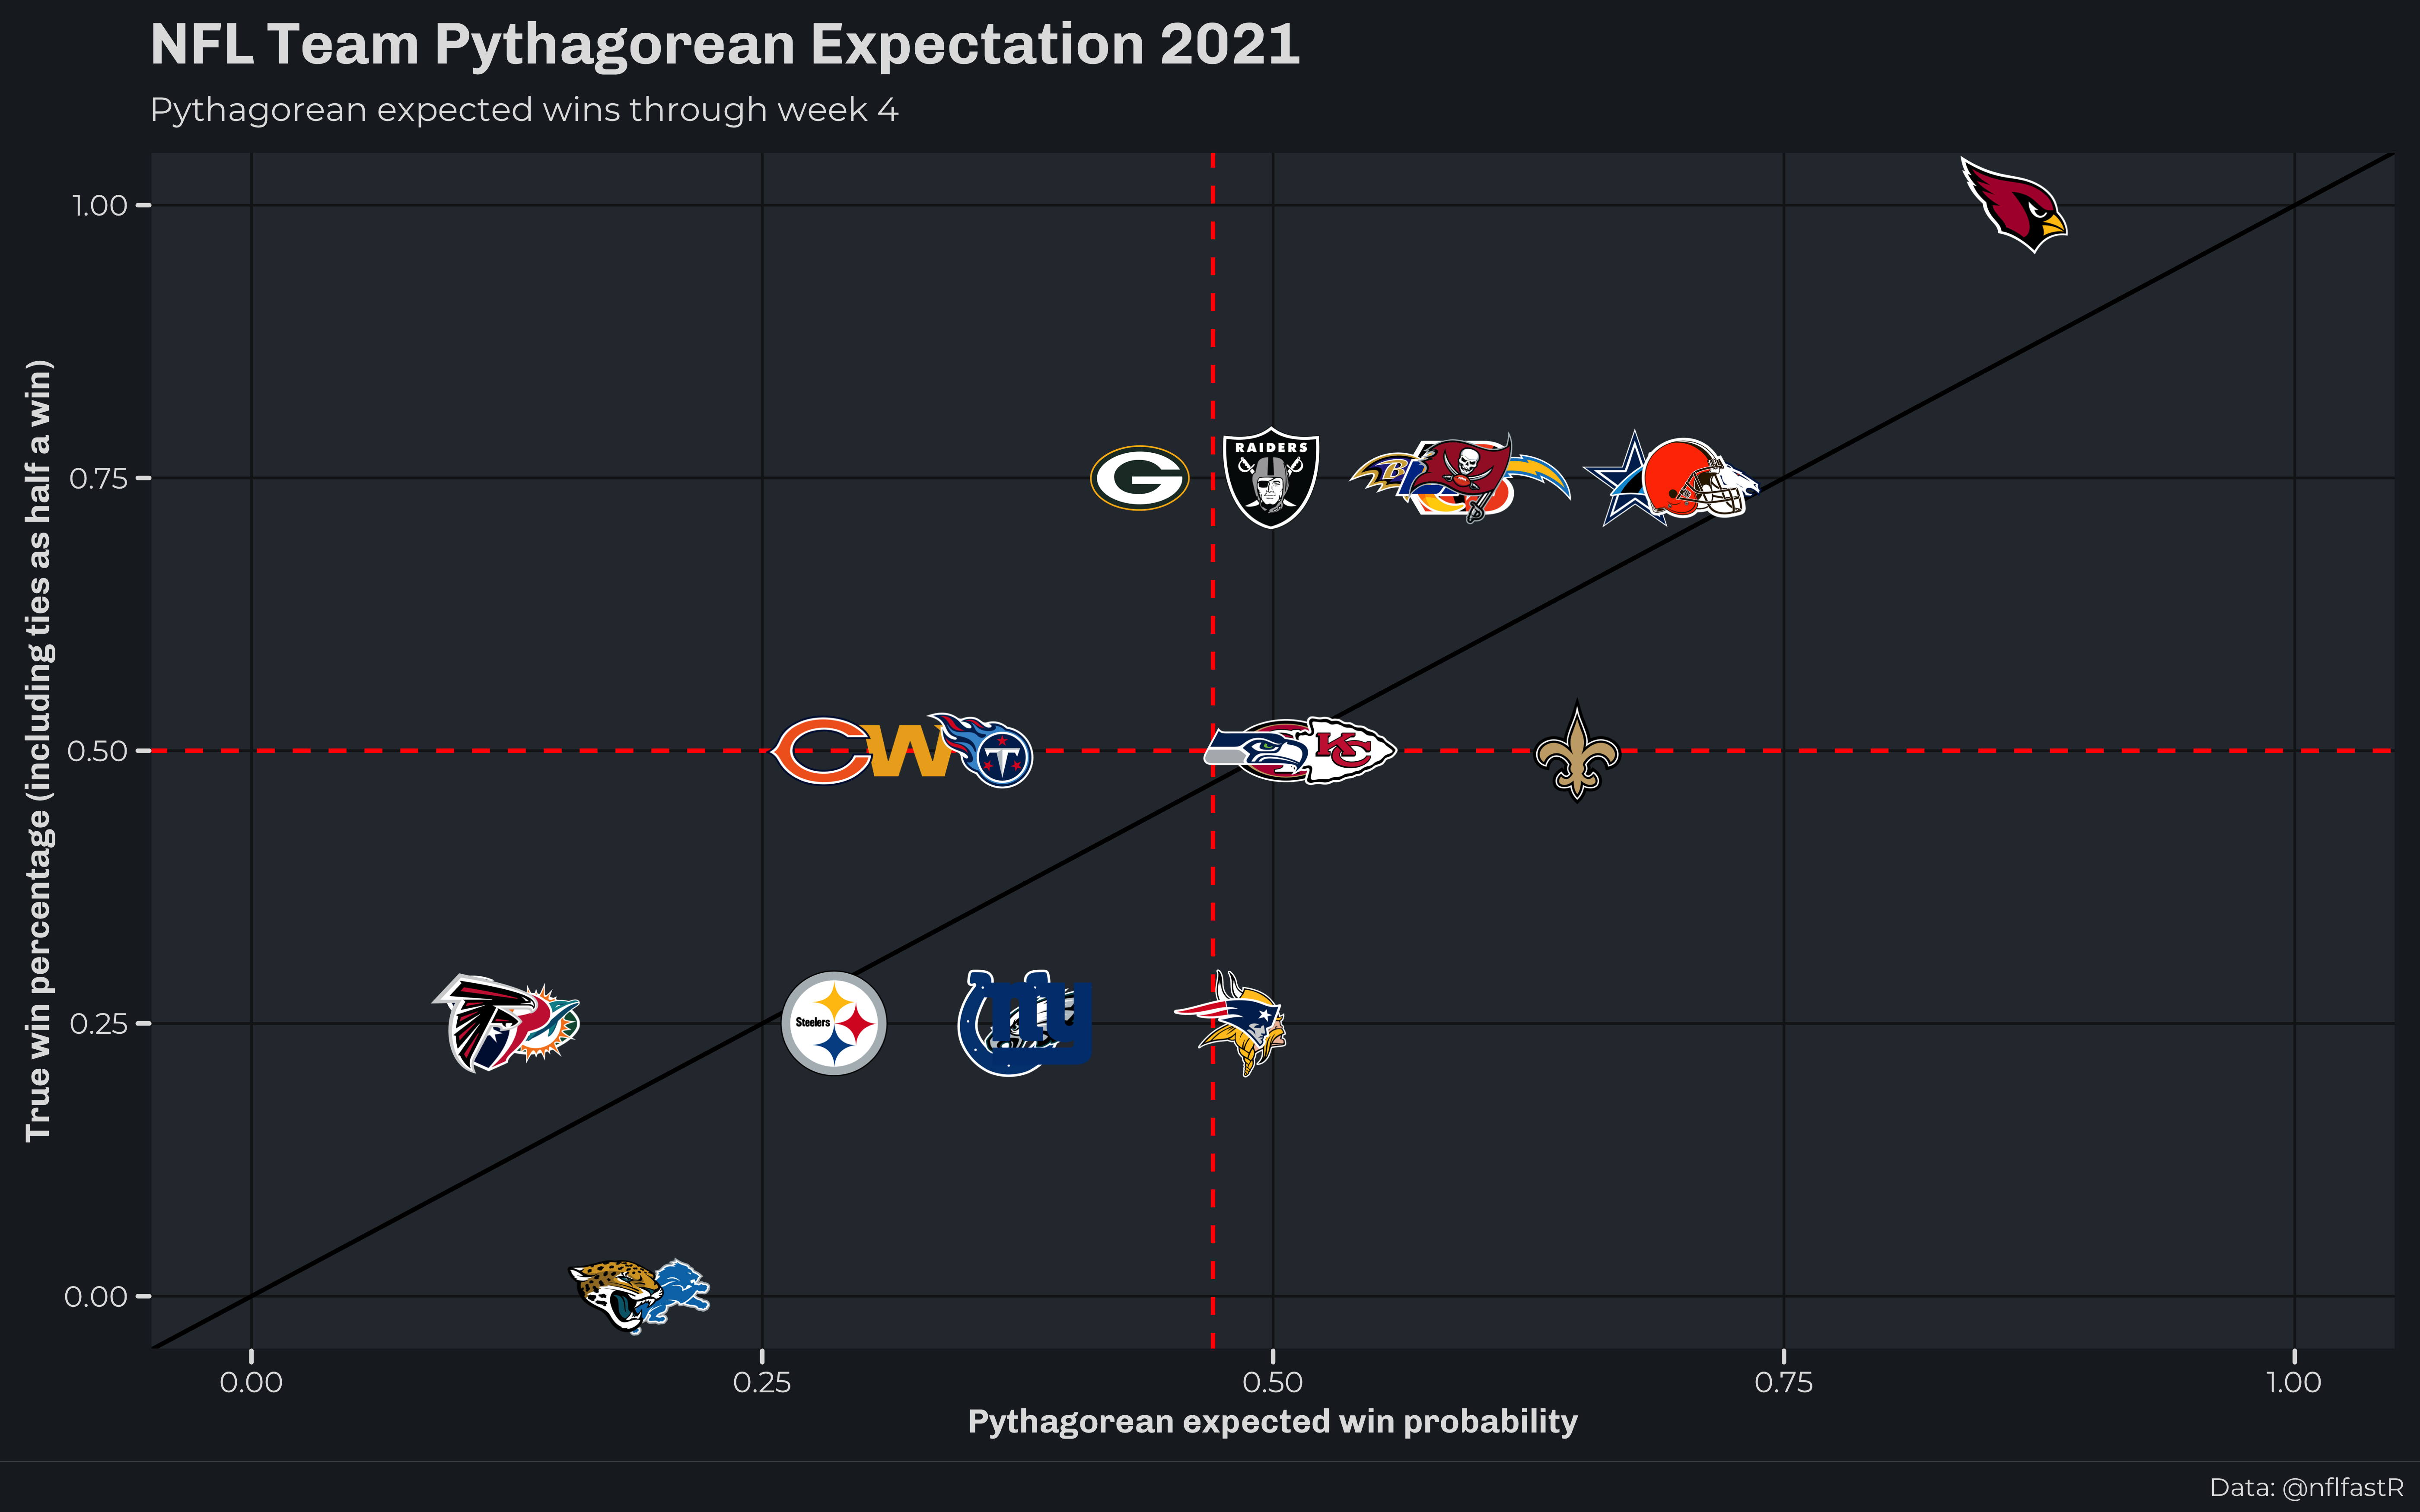 NFL Team Pythagorean Expectation 2021
Pythagorean expected wins through week 4
True win percentage (including ties as half a win)
1.00
0.75
0.50
0.25
0.00
G
RAIDERS
B
C
W
T
KC
Steelers
ny
0.00
0.25
0.50
0.75
1.00
Pythagorean expected win probability
Data: @nflfastR